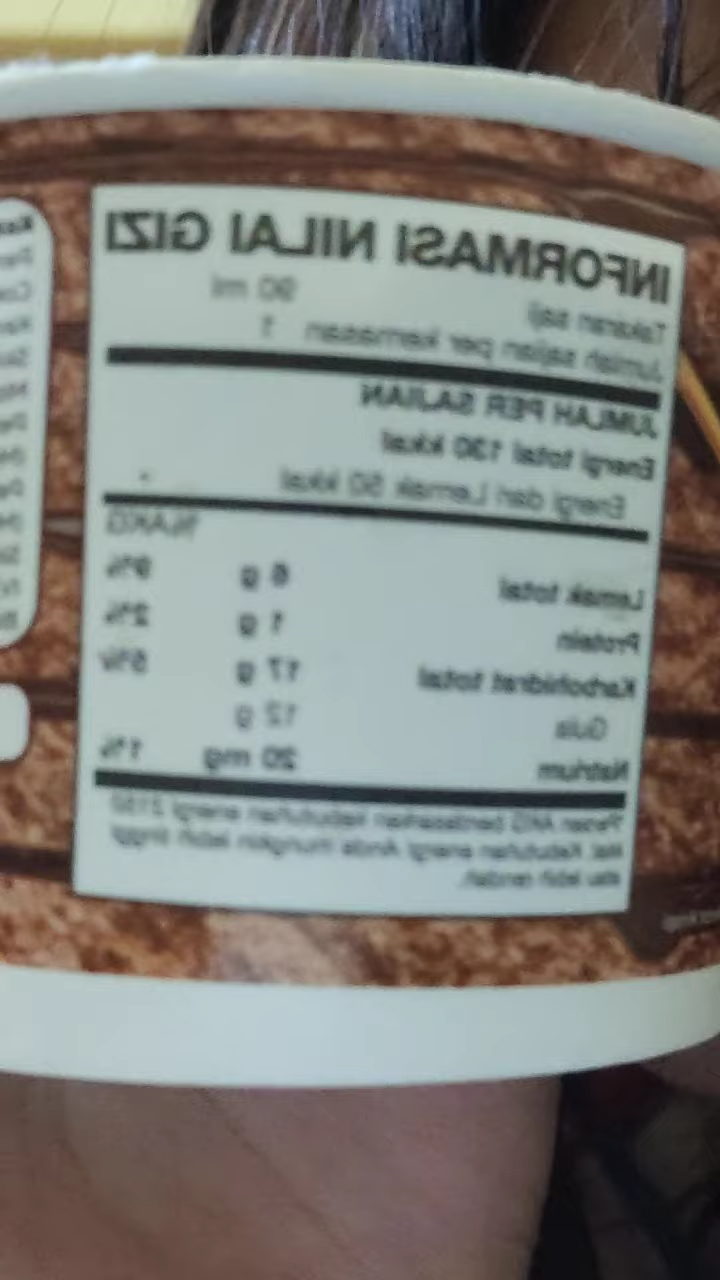 INFORMASI NILAI GIZI
Takaran saji 90 ml
Jumlah sajian per kemasan 1
JUMLAH PER SAJIAN
Energi total 130 kkal
Energi dari Lemak 50 kkal
%AKG*
Lemak total 6 g 9%
Protein 1 g 2%
Karbohidrat total 17 g 5%
Gula 12 g
Natrium 20 mg 1%
*Persen AKG berdasarkan kebutuhan energi 2150
kkal. Kebutuhan energi Anda mungkin lebih tinggi
atau lebih rendah.